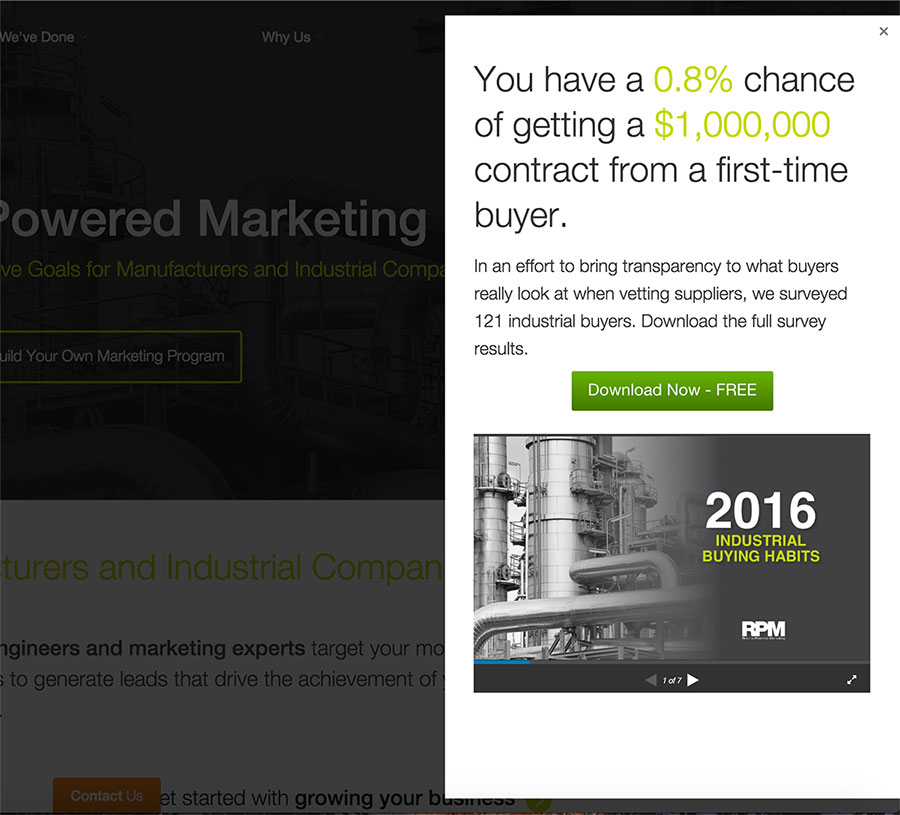 We've Done
Why Us
×
Powered Marketing
ve Goals for Manufacturers and Industrial Compa
uild Your Own Marketing Program
turers and Industrial Compan
ngineers and marketing experts target your mo
s to generate leads that drive the achievement of
.
Contact Us
et started with growing your business
You have a 0.8% chance
of getting a $1,000,000
contract from a first-time
buyer.
In an effort to bring transparency to what buyers
really look at when vetting suppliers, we surveyed
121 industrial buyers. Download the full survey
results.
Download Now - FREE
2016
INDUSTRIAL
BUYING HABITS
RPM
1 of 7